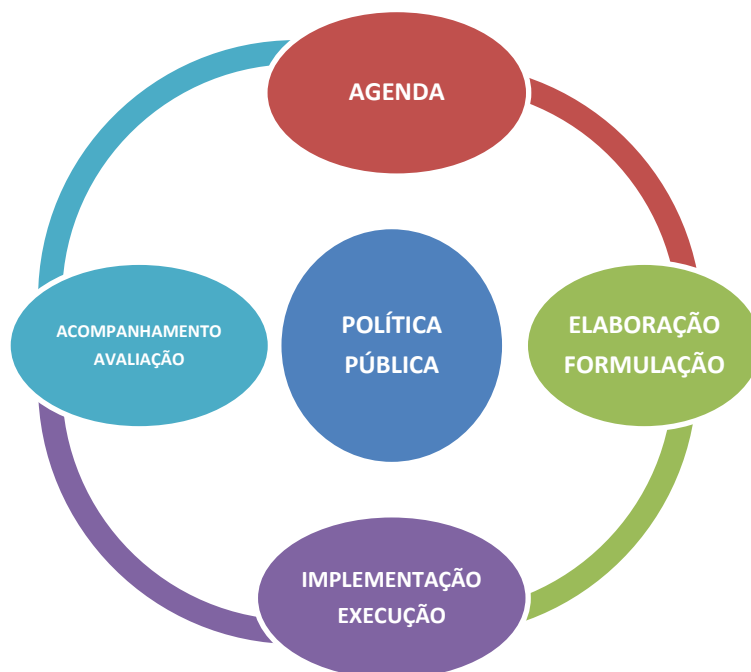 AGENDA
ELABORAÇÃO
FORMULAÇÃO
IMPLEMENTAÇÃO
EXECUÇÃO
ACOMPANHAMENTO
AVALIAÇÃO
POLÍTICA
PÚBLICA